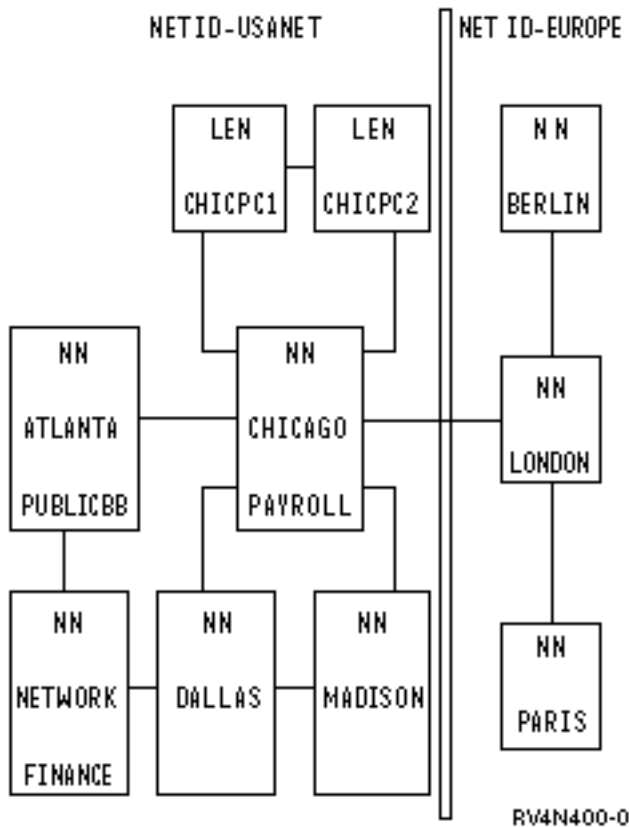 NETID-USANET
NET ID-EUROPE
LEN
CHICPC1
LEN
CHICPC2
N N
BERLIN
NN
ATLANTA
PUBLICBB
NN
CHICAGO
PAYROLL
NN
LONDON
NN
NETWORK
FINANCE
NN
DALLAS
NN
MADISON
NN
PARIS
RV4N400-0